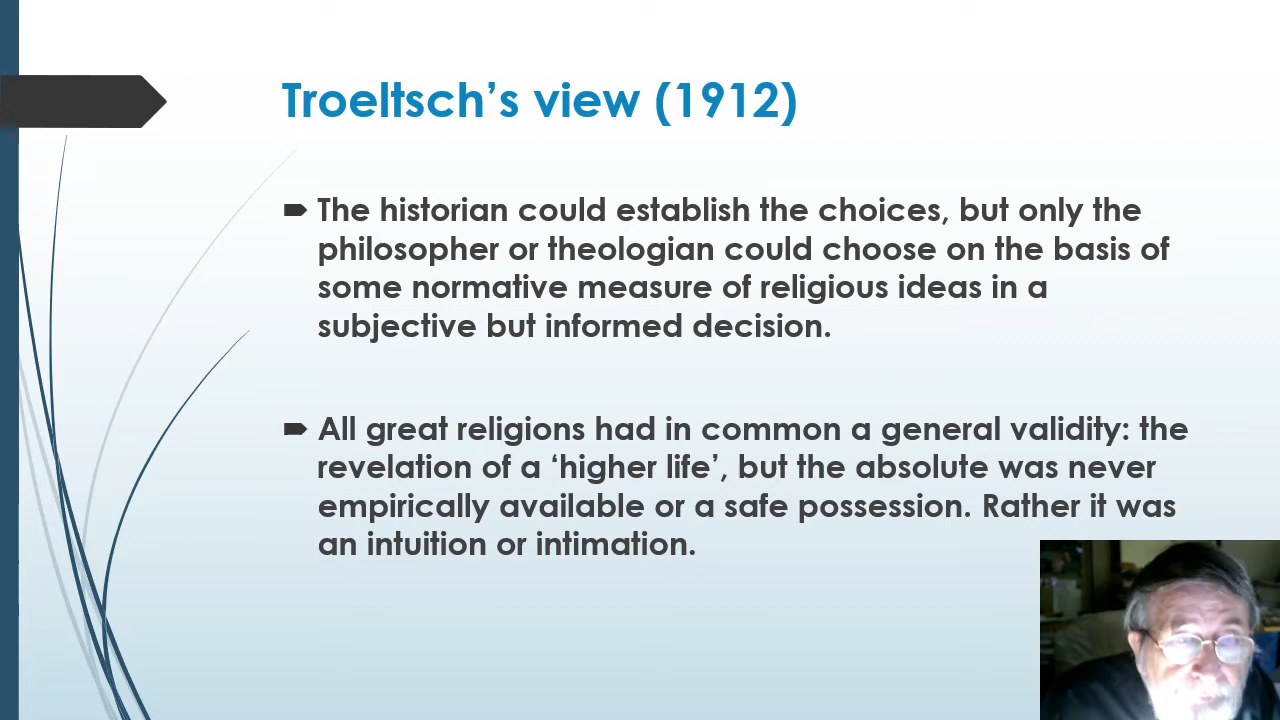 Troeltsch’s view (1912)
The historian could establish the choices, but only the
philosopher or theologian could choose on the basis of
some normative measure of religious ideas in a
subjective but informed decision.
All great religions had in common a general validity: the
revelation of a ‘higher life’, but the absolute was never
empirically available or a safe possession. Rather it was
an intuition or intimation.